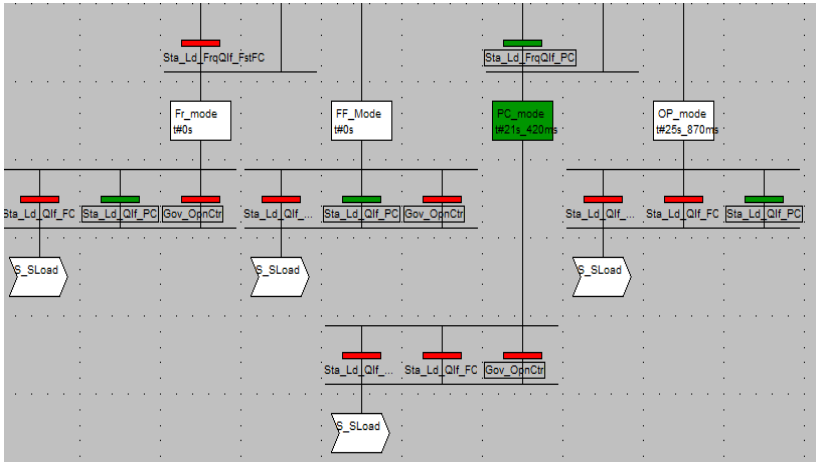 Sta_Ld_FrqQlf_FstFC
Sta_Ld_FrqQlf_PC
Fr_mode
t#0s
FF_Mode
t#0s
PC_mode
t#21s_420ms
OP_mode
t#25s_870ms
Sta_Ld_Qlf_FC
Sta_Ld_Qlf_PC
Gov_OpnCtr
Sta_Ld_Qlf_...
Sta_Ld_Qlf_PC
Gov_OpnCtr
Sta_Ld_Qlf_...
Sta_Ld_Qlf_FC
Sta_Ld_Qlf_PC
S_SLoad
S_SLoad
S_SLoad
Sta_Ld_Qlf_...
Sta_Ld_Qlf_FC
Gov_OpnCtr
S_SLoad